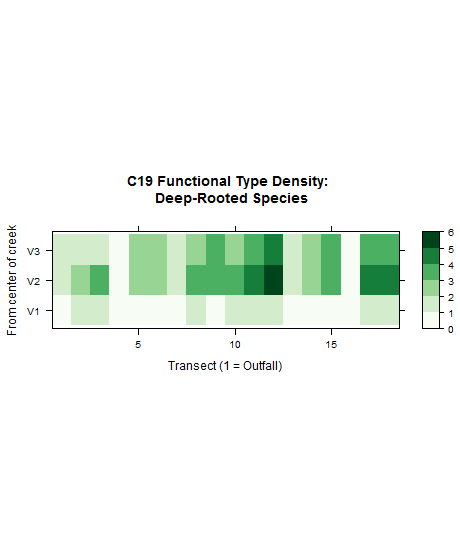 C19 Functional Type Density:
Deep-Rooted Species
From center of creek
V3
V2
V1
5
10
15
Transect (1 = Outfall)
6
5
4
3
2
1
0